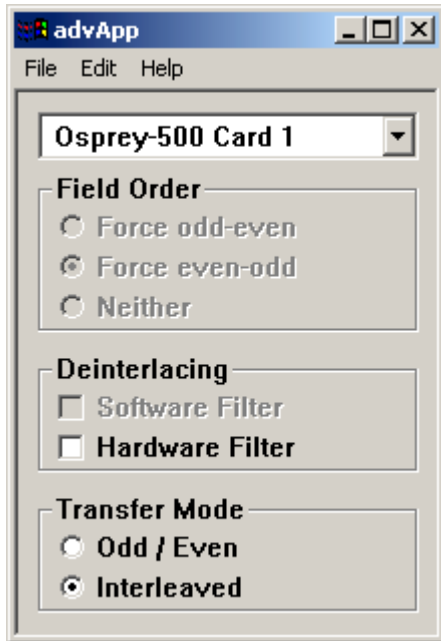 advApp
File Edit Help
Osprey-500 Card 1
Field Order
Force odd-even
Force even-odd
Neither
Deinterlacing
Software Filter
Hardware Filter
Transfer Mode
Odd / Even
Interleaved